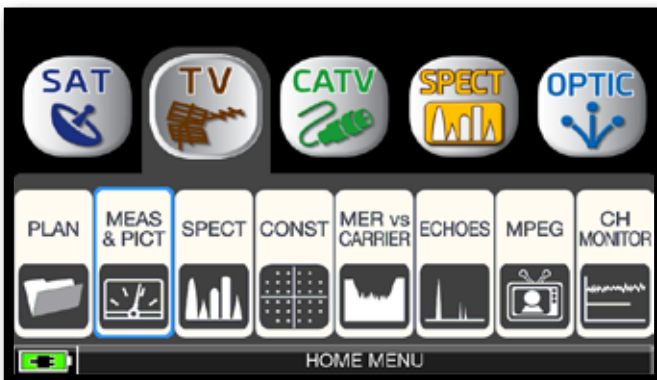 SAT TV CATV SPECT OPTIC
PLAN MEAS & PICT SPECT CONST MER vs CARRIER ECHOES MPEG CH MONITOR
HOME MENU